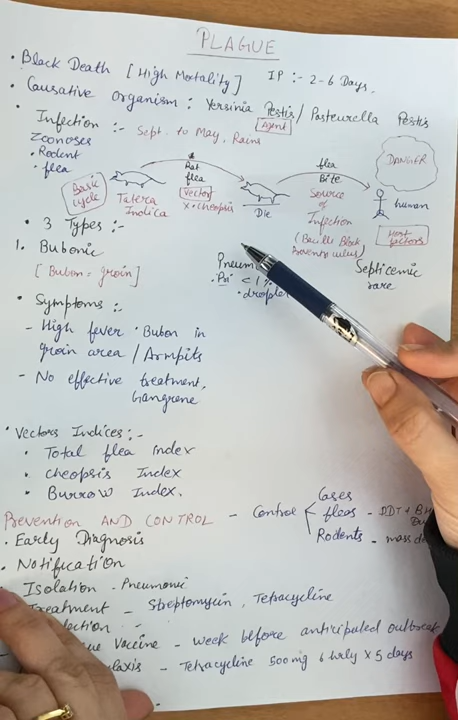 PLAGUE
• Black Death [High Mortality] IP :- 2-6 Days.
• Causative Organism : Yersinia Pestis / Pasteurella Pestis
Agent
• Infection :- Sept. to May, Rains
Zoonoses
• Rodent
• flea
Basic cycle
Tatera Indica
Rat flea
Vector
X. cheopis
Die
flea Bite
Source of Infection
DANGER
human
Host factors
• 3 Types :-
1. Bubonic
[Bubon = groin]
< 1%
Septicemic
rare
• Symptoms :-
- High fever • Bubon in
groin area / Armpits
- No effective treatment,
Gangrene
• Vectors Indices :-
• Total flea index
• Cheopsis Index
• Burrow Index.
Prevention AND CONTROL - Control
Cases
fleas - DDT +
Rodents - mass
• Early Diagnosis
• Notification
Isolation - Pneumonic
Treatment - Streptomycin, Tetracycline
Vaccine - Week before anticipated outbreak
Tetracycline 500mg 6 hrly x 5 days